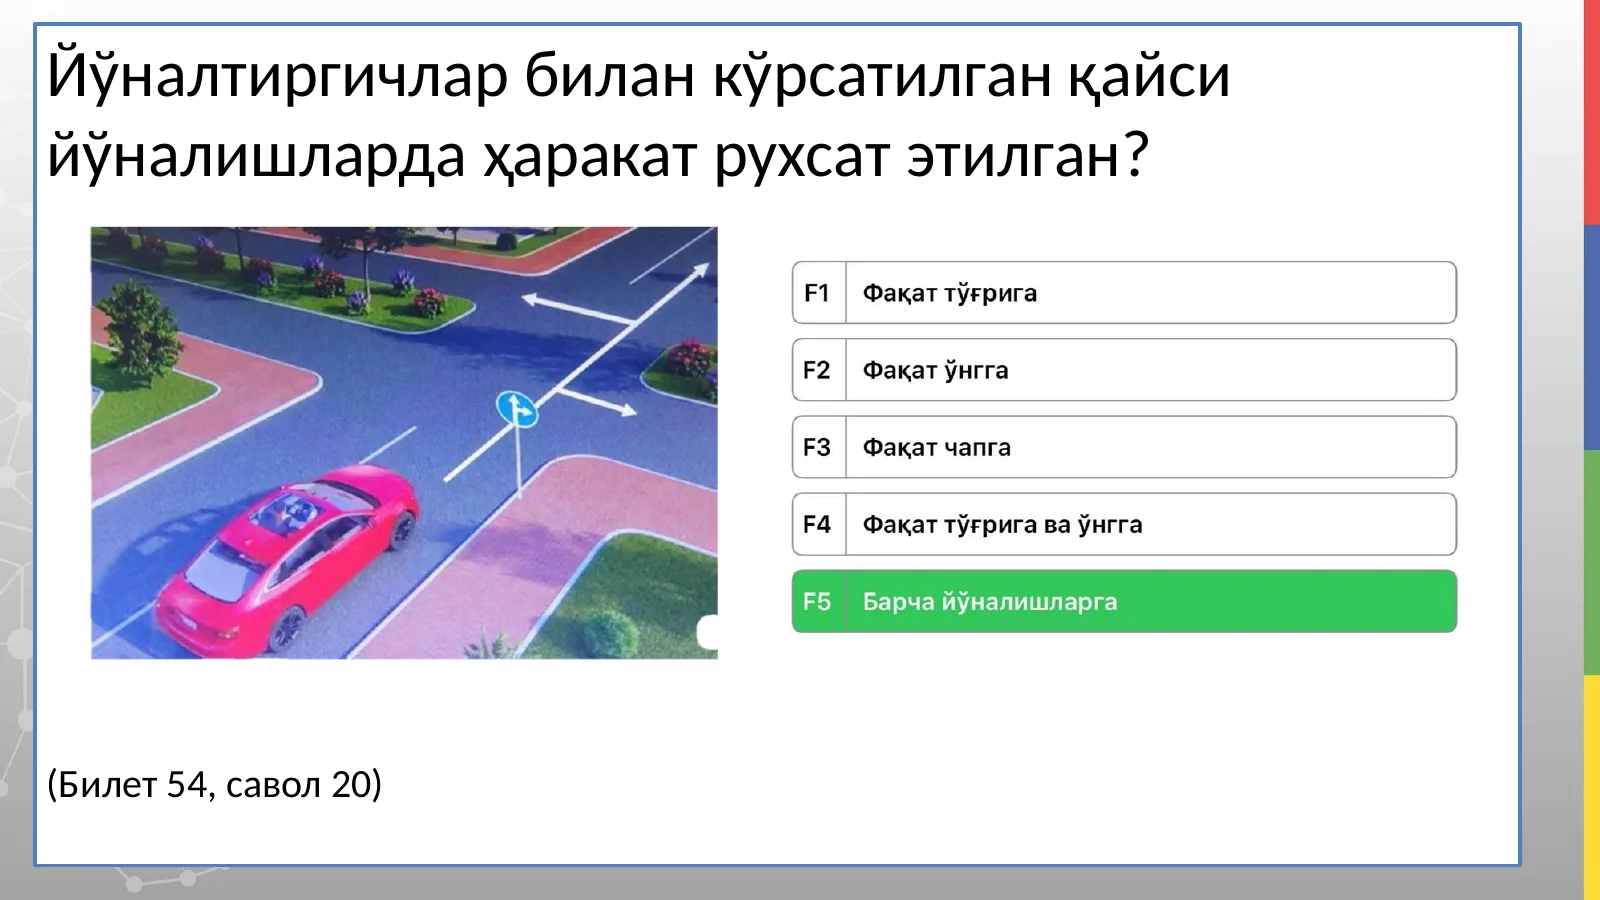 Йўналтиргичлар билан кўрсатилган қайси
йўналишларда ҳаракат рухсат этилган?
F1 Фақат тўғрига
F2 Фақат ўнгга
F3 Фақат чапга
F4 Фақат тўғрига ва ўнгга
F5 Барча йўналишларга
(Билет 54, савол 20)